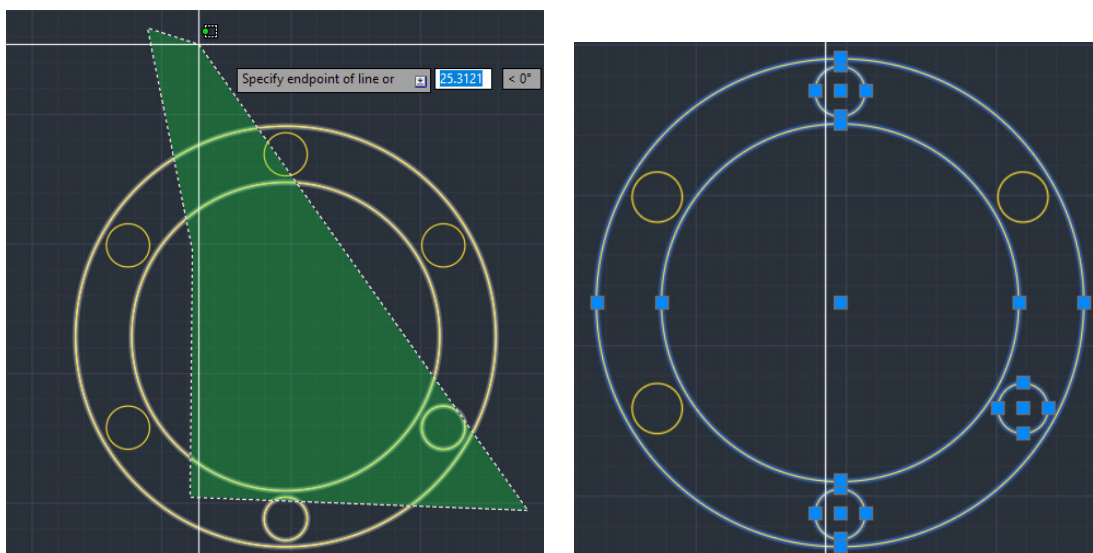 Specify endpoint of line or 25.3121 < 0°